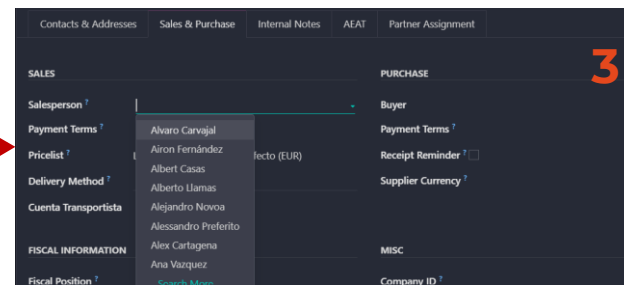 Contacts & Addresses Sales & Purchase Internal Notes AEAT Partner Assignment
3
SALES PURCHASE
Salesperson ? Buyer
Payment Terms ? Alvaro Carvajal Payment Terms ?
Pricelist ? Airon Fernández fecto (EUR) Receipt Reminder ?
Albert Casas
Delivery Method ? Alberto Llamas Supplier Currency ?
Cuenta Transportista Alejandro Novoa
Alessandro Preferito
FISCAL INFORMATION Alex Cartagena MISC
Ana Vazquez
Fiscal Position ? Search More Company ID ?